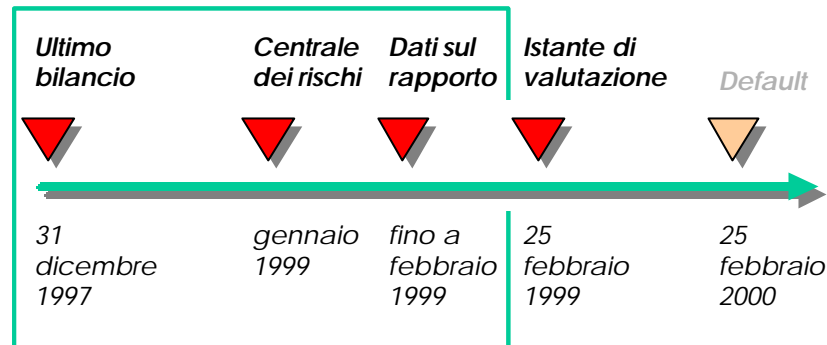 Ultimo
bilancio
Centrale
dei rischi
Dati sul
rapporto
Istante di
valutazione
Default
31
dicembre
1997
gennaio
1999
fino a
febbraio
1999
25
febbraio
1999
25
febbraio
2000